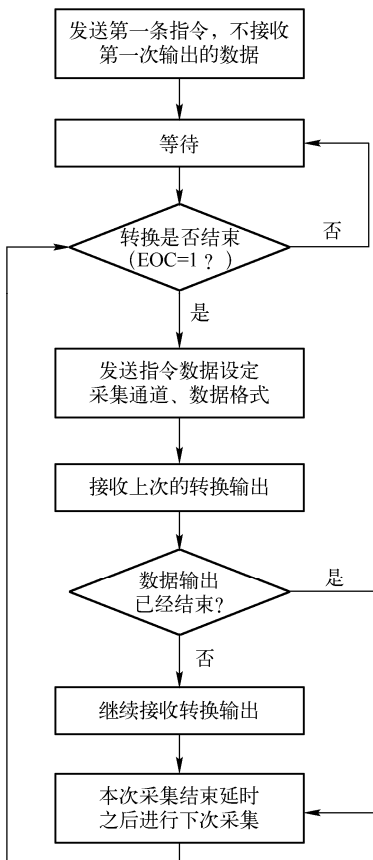 发送第一条指令，不接收
第一次输出的数据
等待
转换是否结束
（EOC=1？）
否
是
发送指令数据设定
采集通道、数据格式
接收上次的转换输出
数据输出
已经结束?
是
否
继续接收转换输出
本次采集结束延时
之后进行下次采集